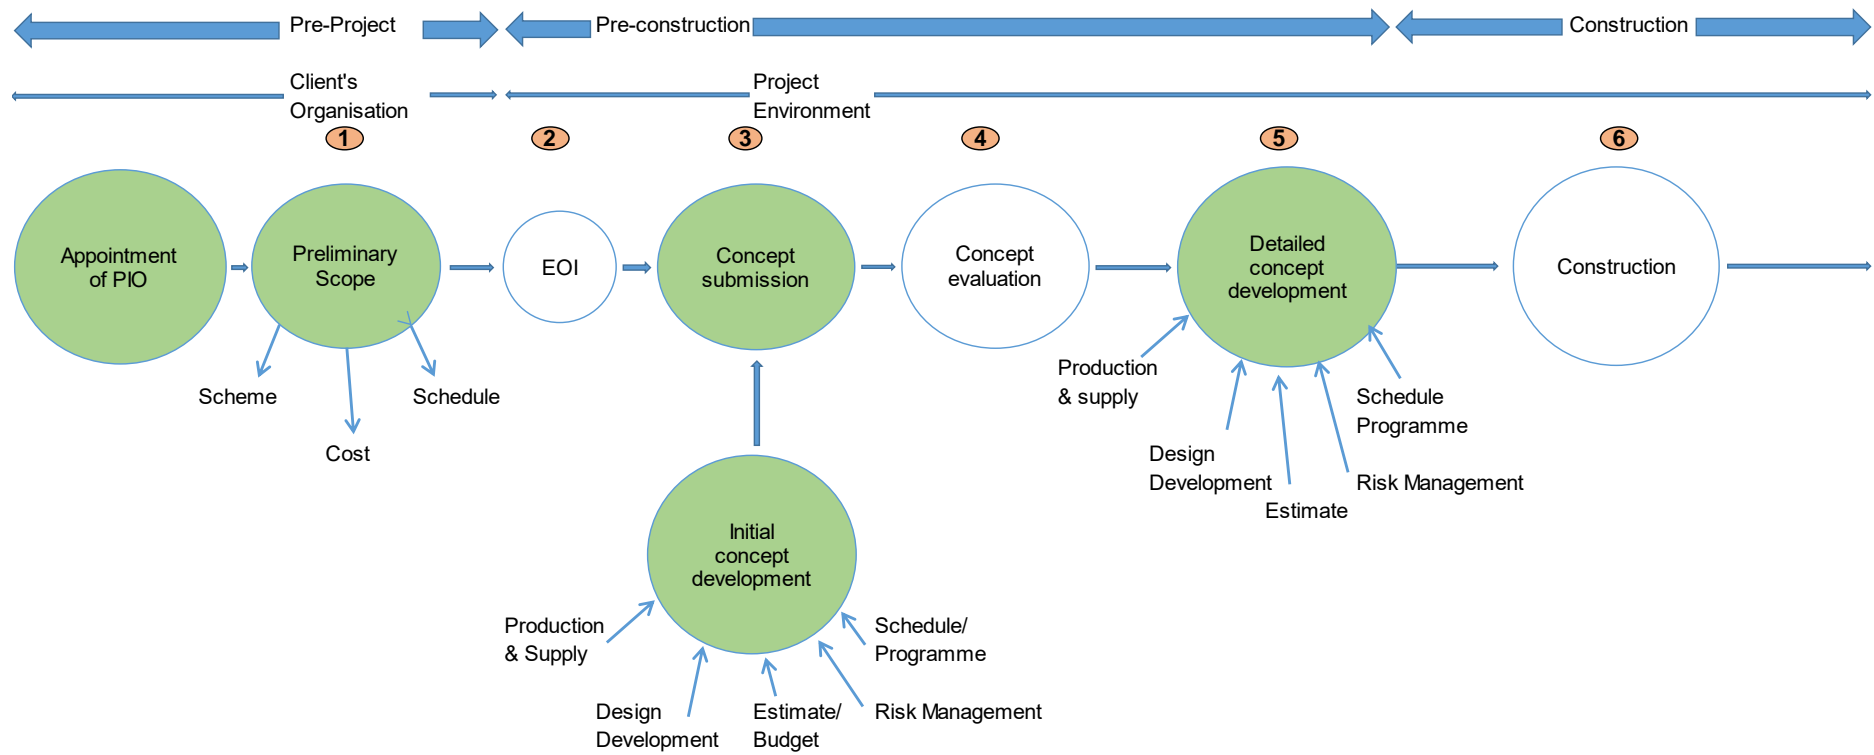 Pre-Project
Pre-construction
Construction
Client's
Organisation
Project
Environment
1
2
3
4
5
6
Appointment
of PIO
Preliminary
Scope
EOI
Concept
submission
Concept
evaluation
Detailed
concept
development
Construction
Scheme
Cost
Schedule
Production
& supply
Design
Development
Estimate
Risk Management
Schedule
Programme
Initial
concept
development
Production
& Supply
Design
Development
Estimate/
Budget
Risk Management
Schedule/
Programme